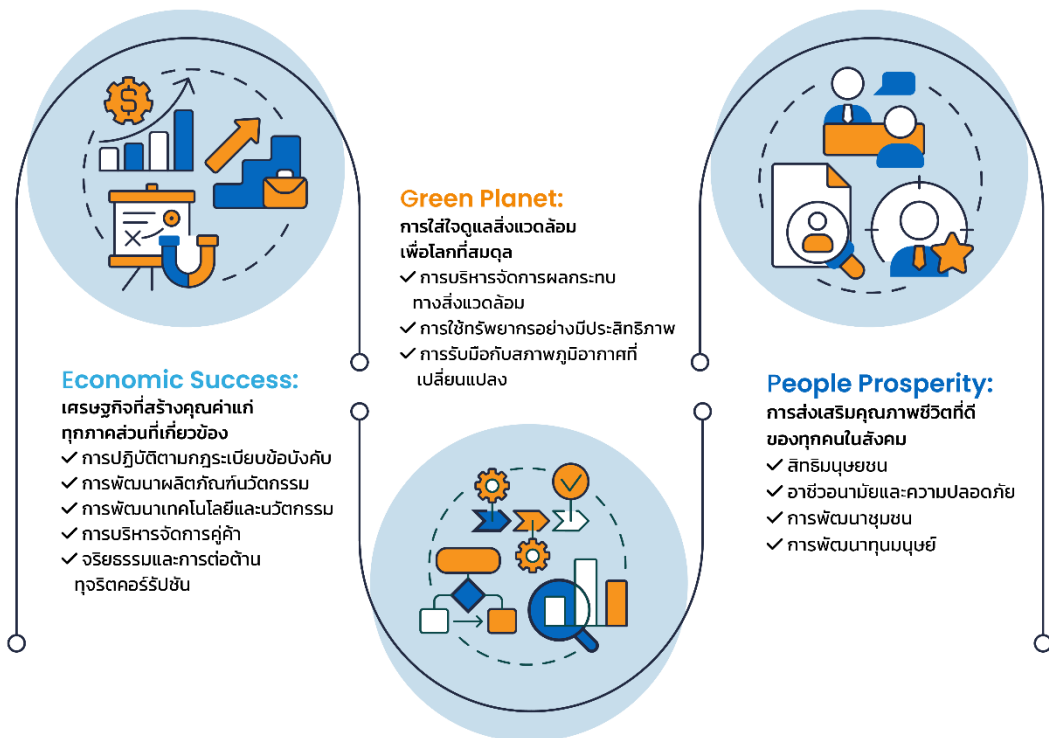 Economic Success:
เศรษฐกิจที่สร้างคุณค่าแก่
ทุกภาคส่วนที่เกี่ยวข้อง
✓ การปฏิบัติตามกฎระเบียบข้อบังคับ
✓ การพัฒนาผลิตภัณฑ์นวัตกรรม
✓ การพัฒนาเทคโนโลยีและนวัตกรรม
✓ การบริหารจัดการคู่ค้า
✓ จริยธรรมและการต่อต้าน
ทุจริตคอร์รัปชัน
Green Planet:
การใส่ใจดูแลสิ่งแวดล้อม
เพื่อโลกที่สมดุล
✓ การบริหารจัดการผลกระทบ
ทางสิ่งแวดล้อม
✓ การใช้ทรัพยากรอย่างมีประสิทธิภาพ
✓ การรับมือกับสภาพภูมิอากาศที่
เปลี่ยนแปลง
People Prosperity:
การส่งเสริมคุณภาพชีวิตที่ดี
ของทุกคนในสังคม
✓ สิทธิมนุษยชน
✓ อาชีวอนามัยและความปลอดภัย
✓ การพัฒนาชุมชน
✓ การพัฒนาทุนมนุษย์